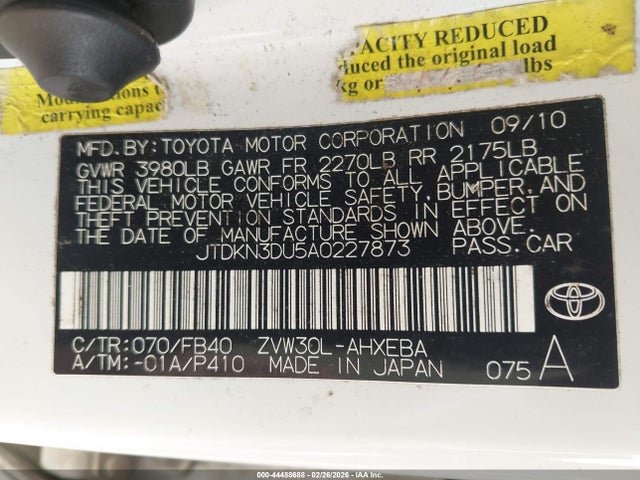 Modifications t
carrying capac
ACITY REDUCED
duced the original load
kg or lbs
MFD. BY: TOYOTA MOTOR CORPORATION 09/10
GVWR 3980LB GAWR FR 2270LB RR 2175LB
THIS VEHICLE CONFORMS TO ALL APPLICABLE
FEDERAL MOTOR VEHICLE SAFETY, BUMPER, AND
THEFT PREVENTION STANDARDS IN EFFECT ON
THE DATE OF MANUFACTURE SHOWN ABOVE.
JTDKN3DU5A0227873 PASS. CAR
C/TR: 070/FB40 ZVW30L-AHXEBA
A/TM: -01A/P410 MADE IN JAPAN 075 A
000-44488688 | 02/26/2026 | IAA, Inc.